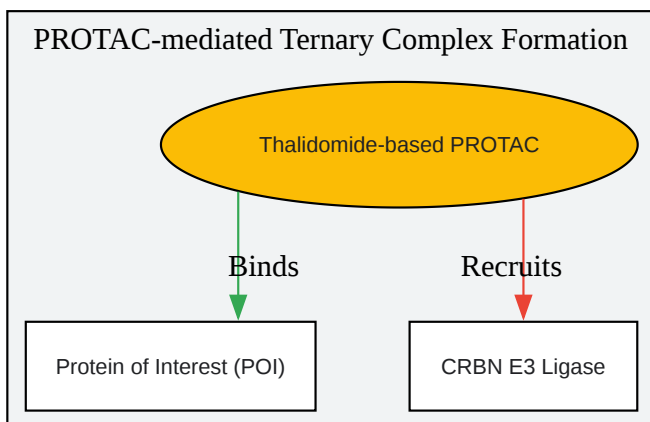 PROTAC-mediated Ternary Complex Formation
Thalidomide-based PROTAC
Binds
Recruits
Protein of Interest (POI)
CRBN E3 Ligase